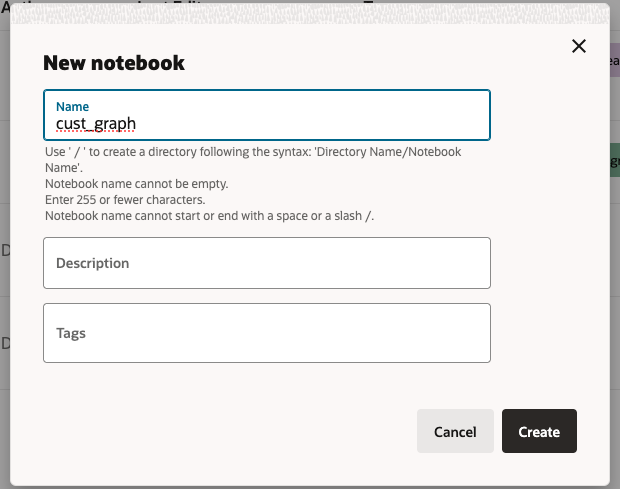 New notebook
Name
cust_graph
Use ' / ' to create a directory following the syntax: 'Directory Name/Notebook
Name'.
Notebook name cannot be empty.
Enter 255 or fewer characters.
Notebook name cannot start or end with a space or a slash /.
Description
Tags
Cancel
Create